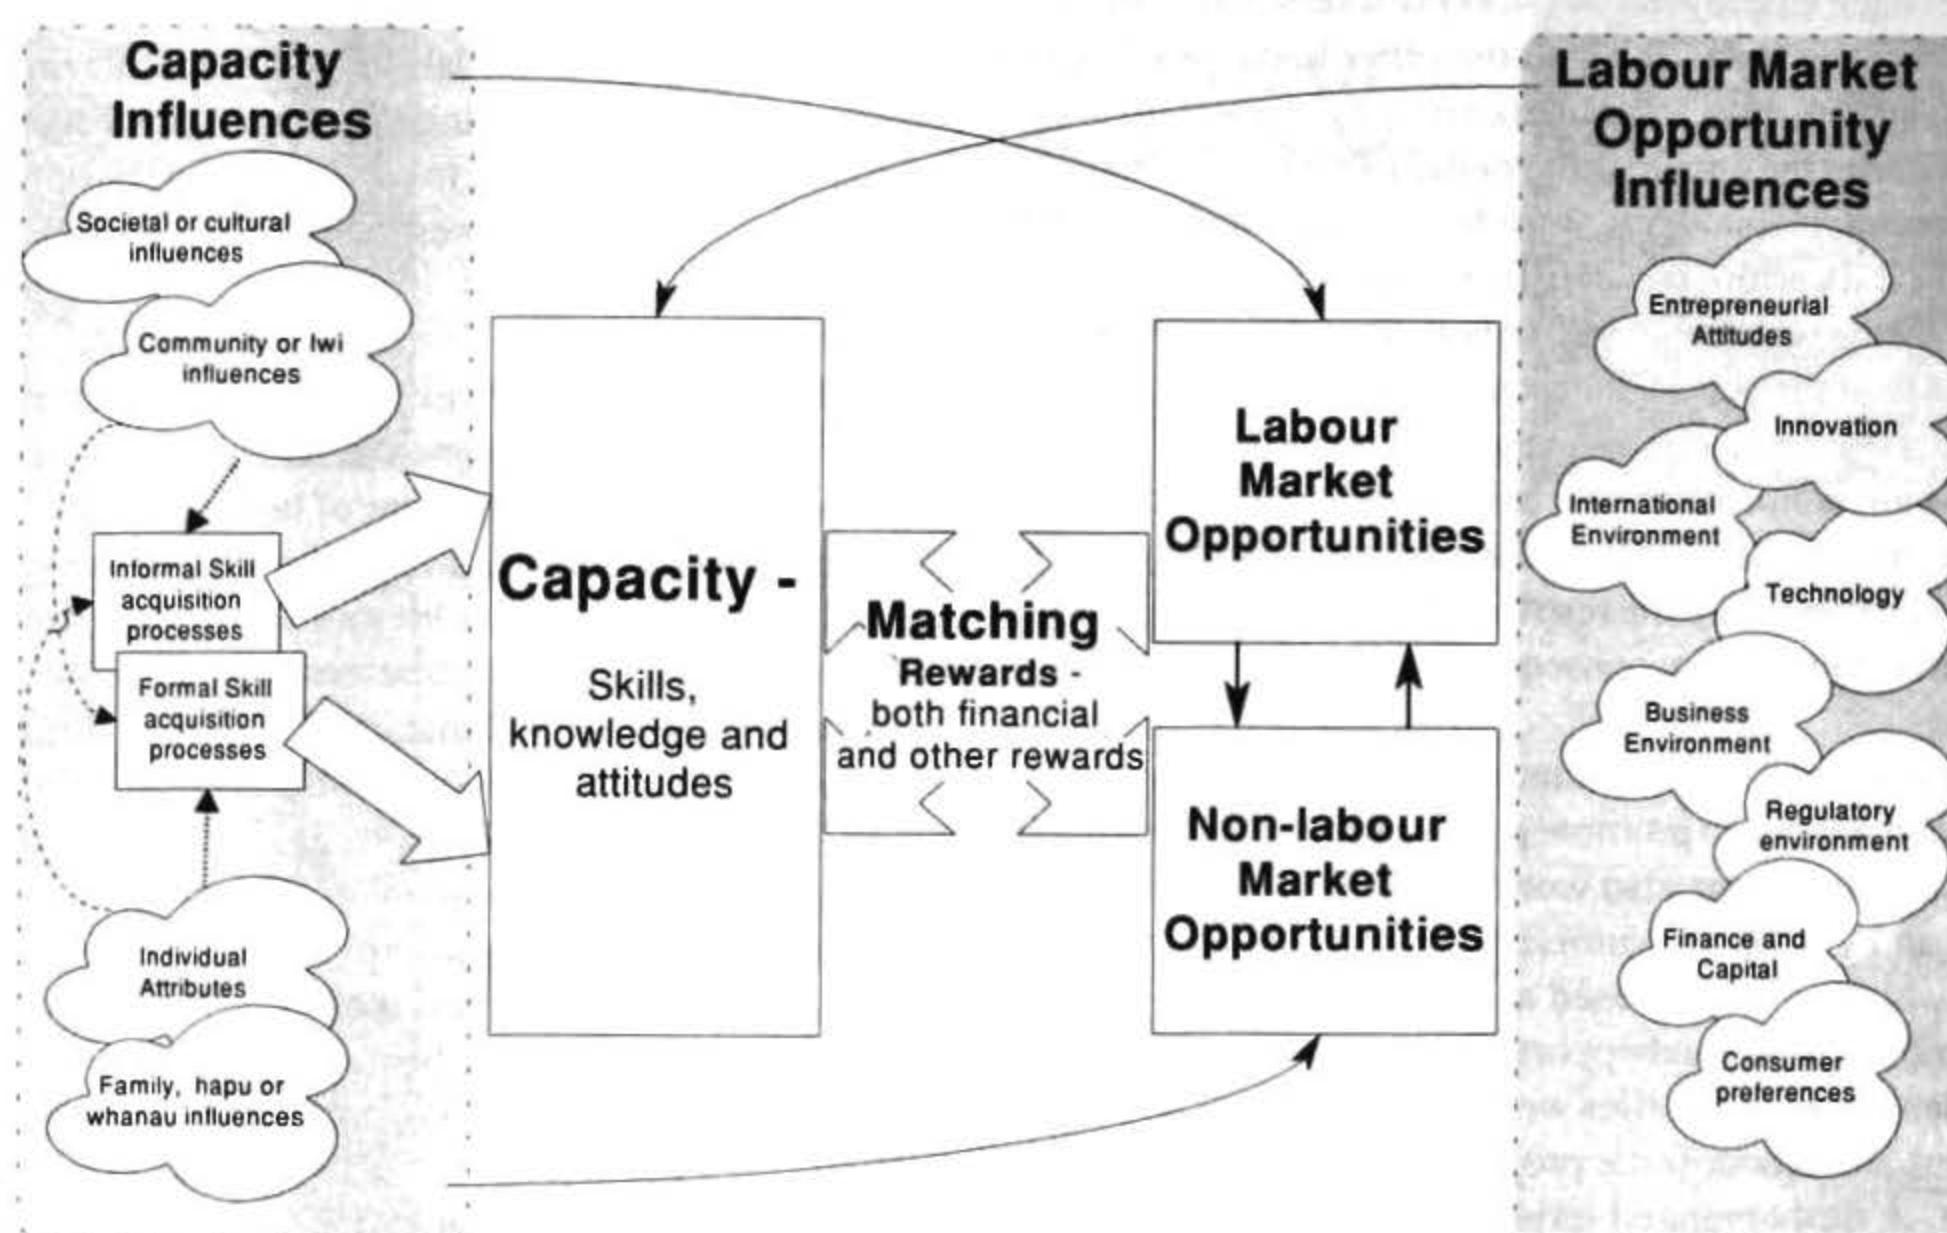 Capacity
Influences
Societal or cultural
influences
Community or Iwi
influences
Informal Skill
acquisition
processes
Formal Skill
acquisition
processes
Individual
Attributes
Family, hapu or
whanau influences
Capacity -
Skills,
knowledge and
attitudes
Matching
Rewards -
both financial
and other rewards
Labour
Market
Opportunities
Non-labour
Market
Opportunities
Labour Market
Opportunity
Influences
Entrepreneurial
Attitudes
Innovation
International
Environment
Technology
Business
Environment
Regulatory
environment
Finance and
Capital
Consumer
preferences